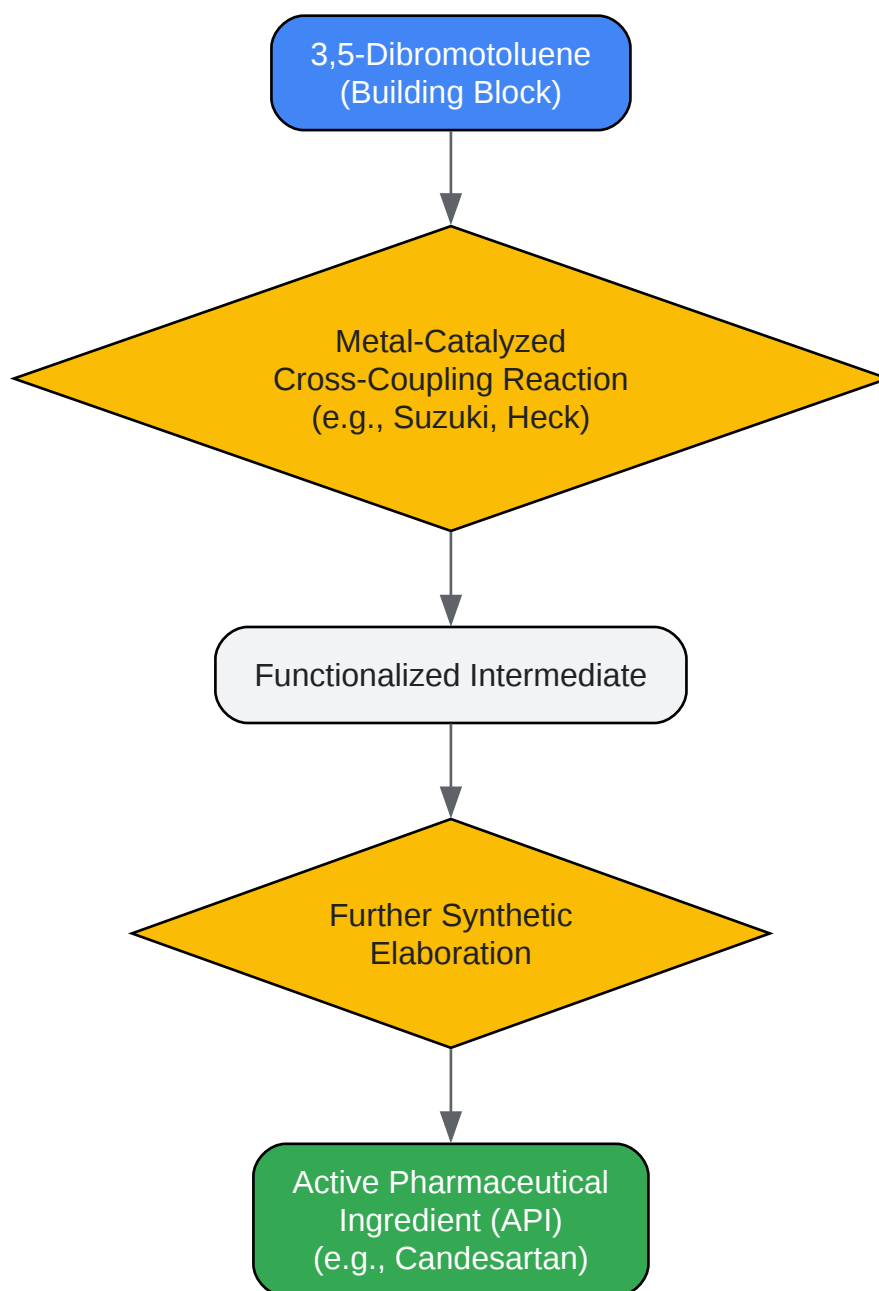 3,5-Dibromotoluene
(Building Block)
Metal-Catalyzed
Cross-Coupling Reaction
(e.g., Suzuki, Heck)
Functionalized Intermediate
Further Synthetic
Elaboration
Active Pharmaceutical
Ingredient (API)
(e.g., Candesartan)